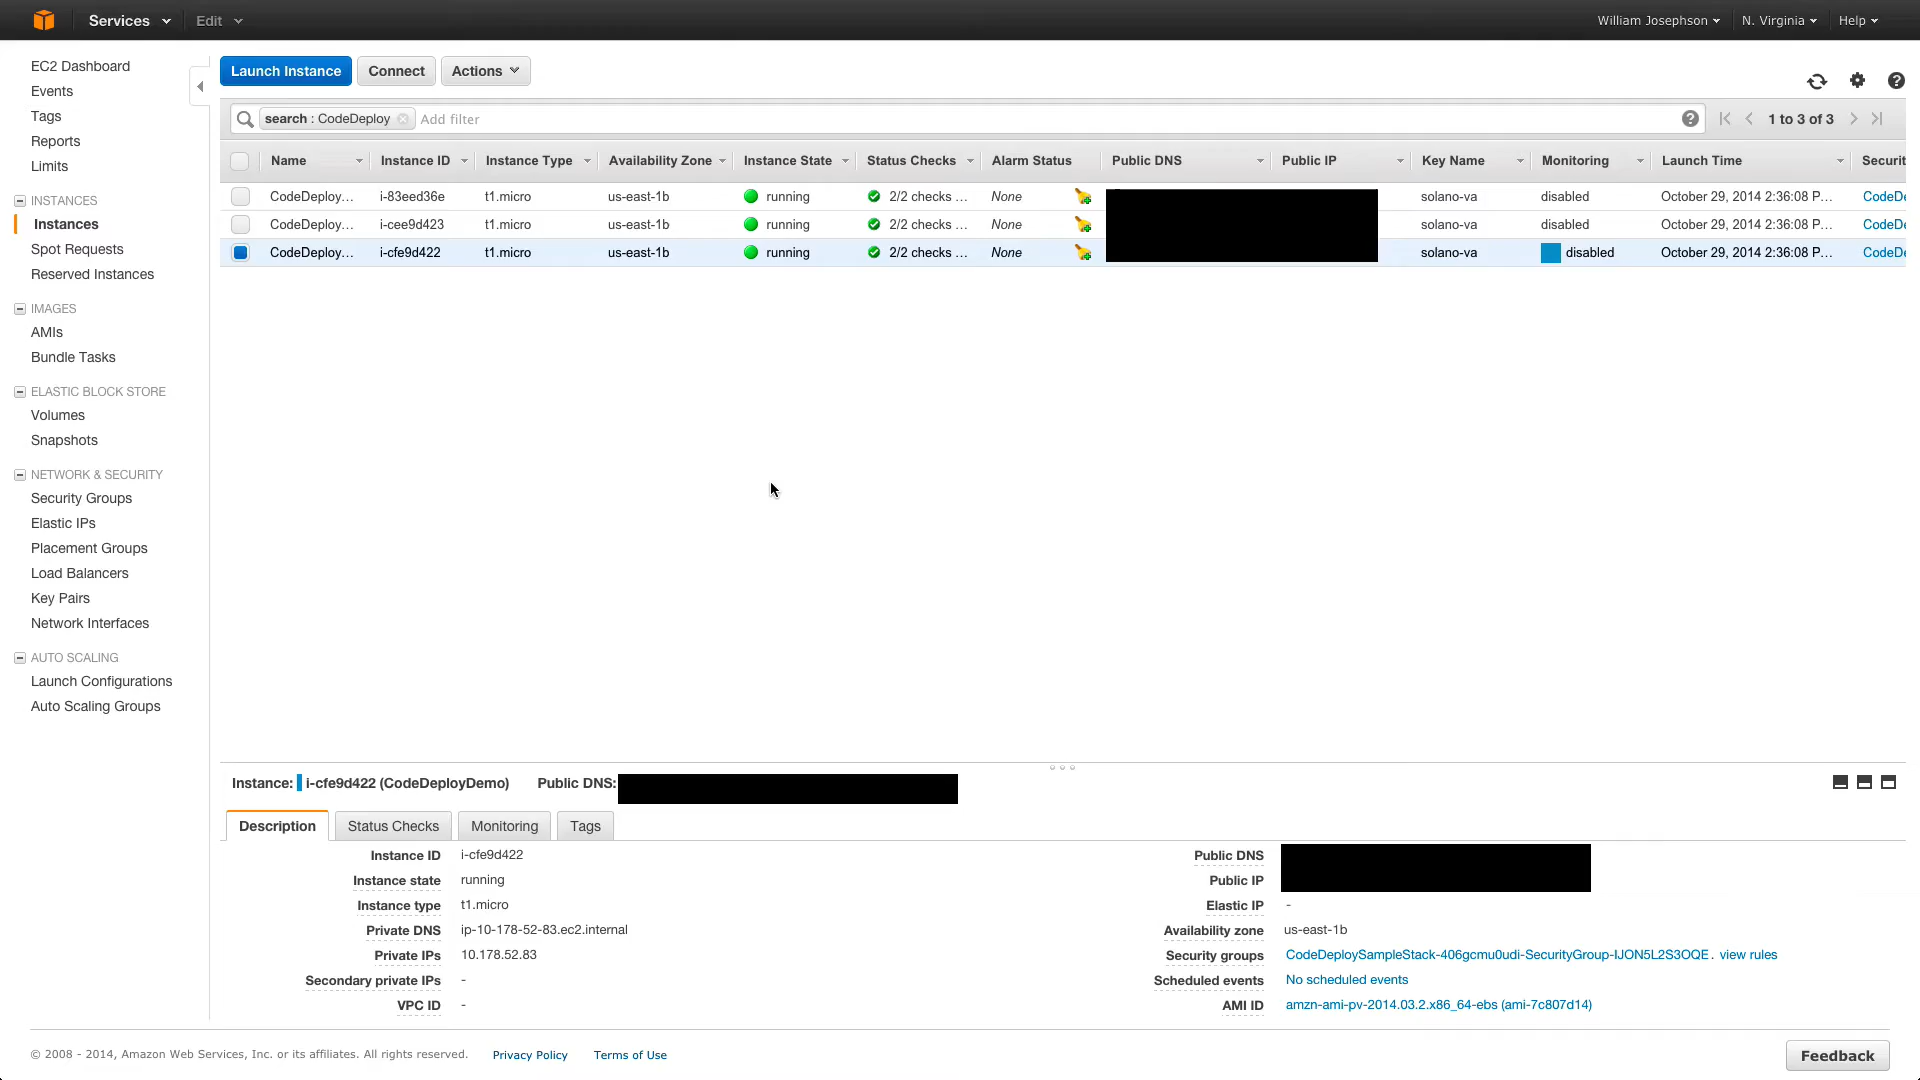 Services Edit William Josephson N. Virginia Help
EC2 Dashboard
Events
Tags
Reports
Limits
INSTANCES
Instances
Spot Requests
Reserved Instances
IMAGES
AMIs
Bundle Tasks
ELASTIC BLOCK STORE
Volumes
Snapshots
NETWORK & SECURITY
Security Groups
Elastic IPs
Placement Groups
Load Balancers
Key Pairs
Network Interfaces
AUTO SCALING
Launch Configurations
Auto Scaling Groups
Launch Instance Connect Actions
search : CodeDeploy Add filter 1 to 3 of 3
Name Instance ID Instance Type Availability Zone Instance State Status Checks Alarm Status Public DNS Public IP Key Name Monitoring Launch Time Securit
CodeDeploy... i-83eed36e t1.micro us-east-1b running 2/2 checks ... None solano-va disabled October 29, 2014 2:36:08 P... CodeDe
CodeDeploy... i-cee9d423 t1.micro us-east-1b running 2/2 checks ... None solano-va disabled October 29, 2014 2:36:08 P... CodeDe
CodeDeploy... i-cfe9d422 t1.micro us-east-1b running 2/2 checks ... None solano-va disabled October 29, 2014 2:36:08 P... CodeDe
Instance: i-cfe9d422 (CodeDeployDemo) Public DNS:
Description Status Checks Monitoring Tags
Instance ID i-cfe9d422
Instance state running
Instance type t1.micro
Private DNS ip-10-178-52-83.ec2.internal
Private IPs 10.178.52.83
Secondary private IPs -
VPC ID -
Public DNS
Public IP
Elastic IP -
Availability zone us-east-1b
Security groups CodeDeploySampleStack-406gcmu0udi-SecurityGroup-IJON5L2S3OQE . view rules
Scheduled events No scheduled events
AMI ID amzn-ami-pv-2014.03.2.x86_64-ebs (ami-7c807d14)
© 2008 - 2014, Amazon Web Services, Inc. or its affiliates. All rights reserved. Privacy Policy Terms of Use Feedback